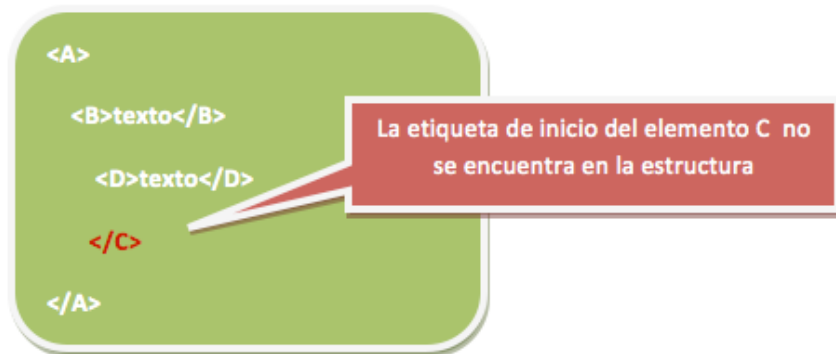 <A>
<B>texto</B>
<D>texto</D>
</C>
</A>
La etiqueta de inicio del elemento C no
se encuentra en la estructura